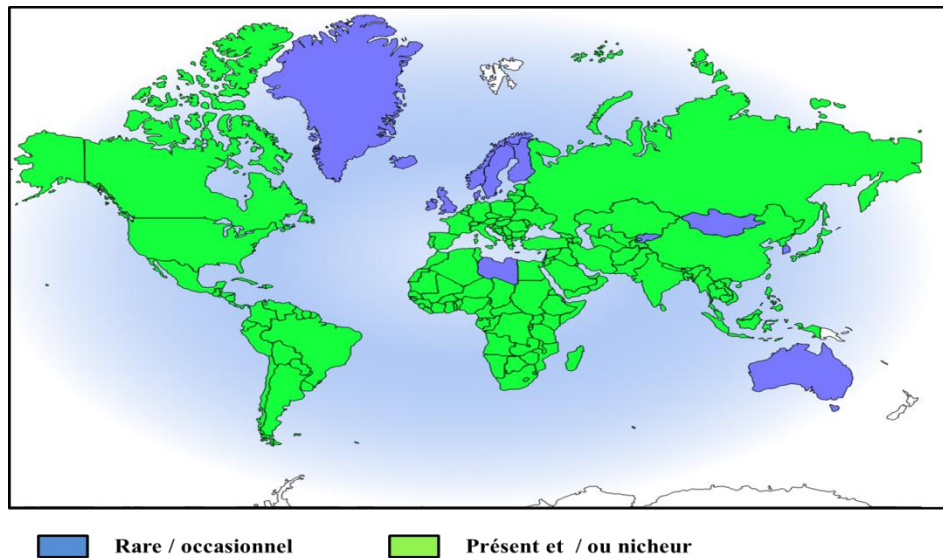 Rare / occasionnel
Présent et / ou nicheur